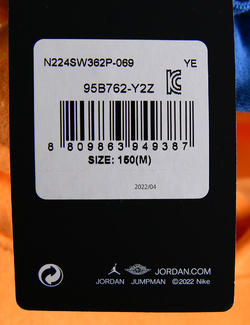 N224SW362P-069 YE
95B762-Y2Z
8 809863 949387
SIZE: 150(M)
2022/04
JORDAN.COM
JORDAN JUMPMAN ©2022 Nike